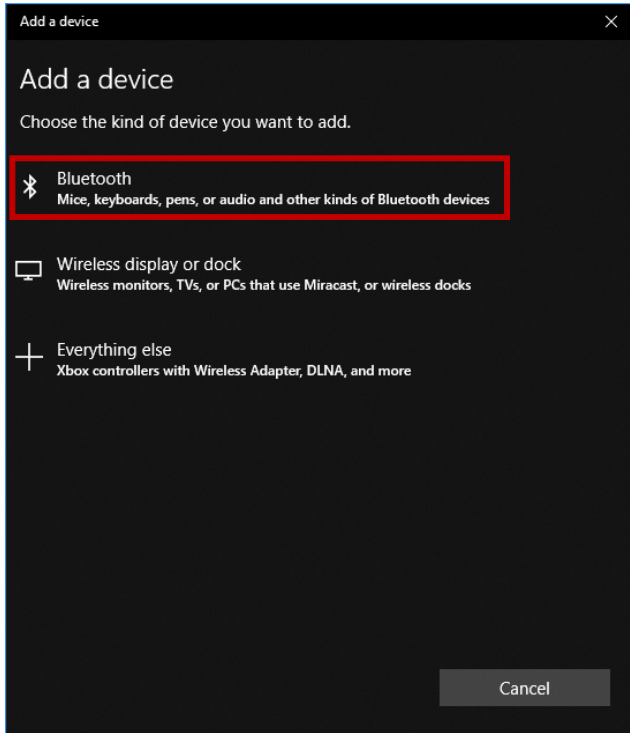 Add a device
Add a device
Choose the kind of device you want to add.
Bluetooth
Mice, keyboards, pens, or audio and other kinds of Bluetooth devices
Wireless display or dock
Wireless monitors, TVs, or PCs that use Miracast, or wireless docks
Everything else
Xbox controllers with Wireless Adapter, DLNA, and more
Cancel